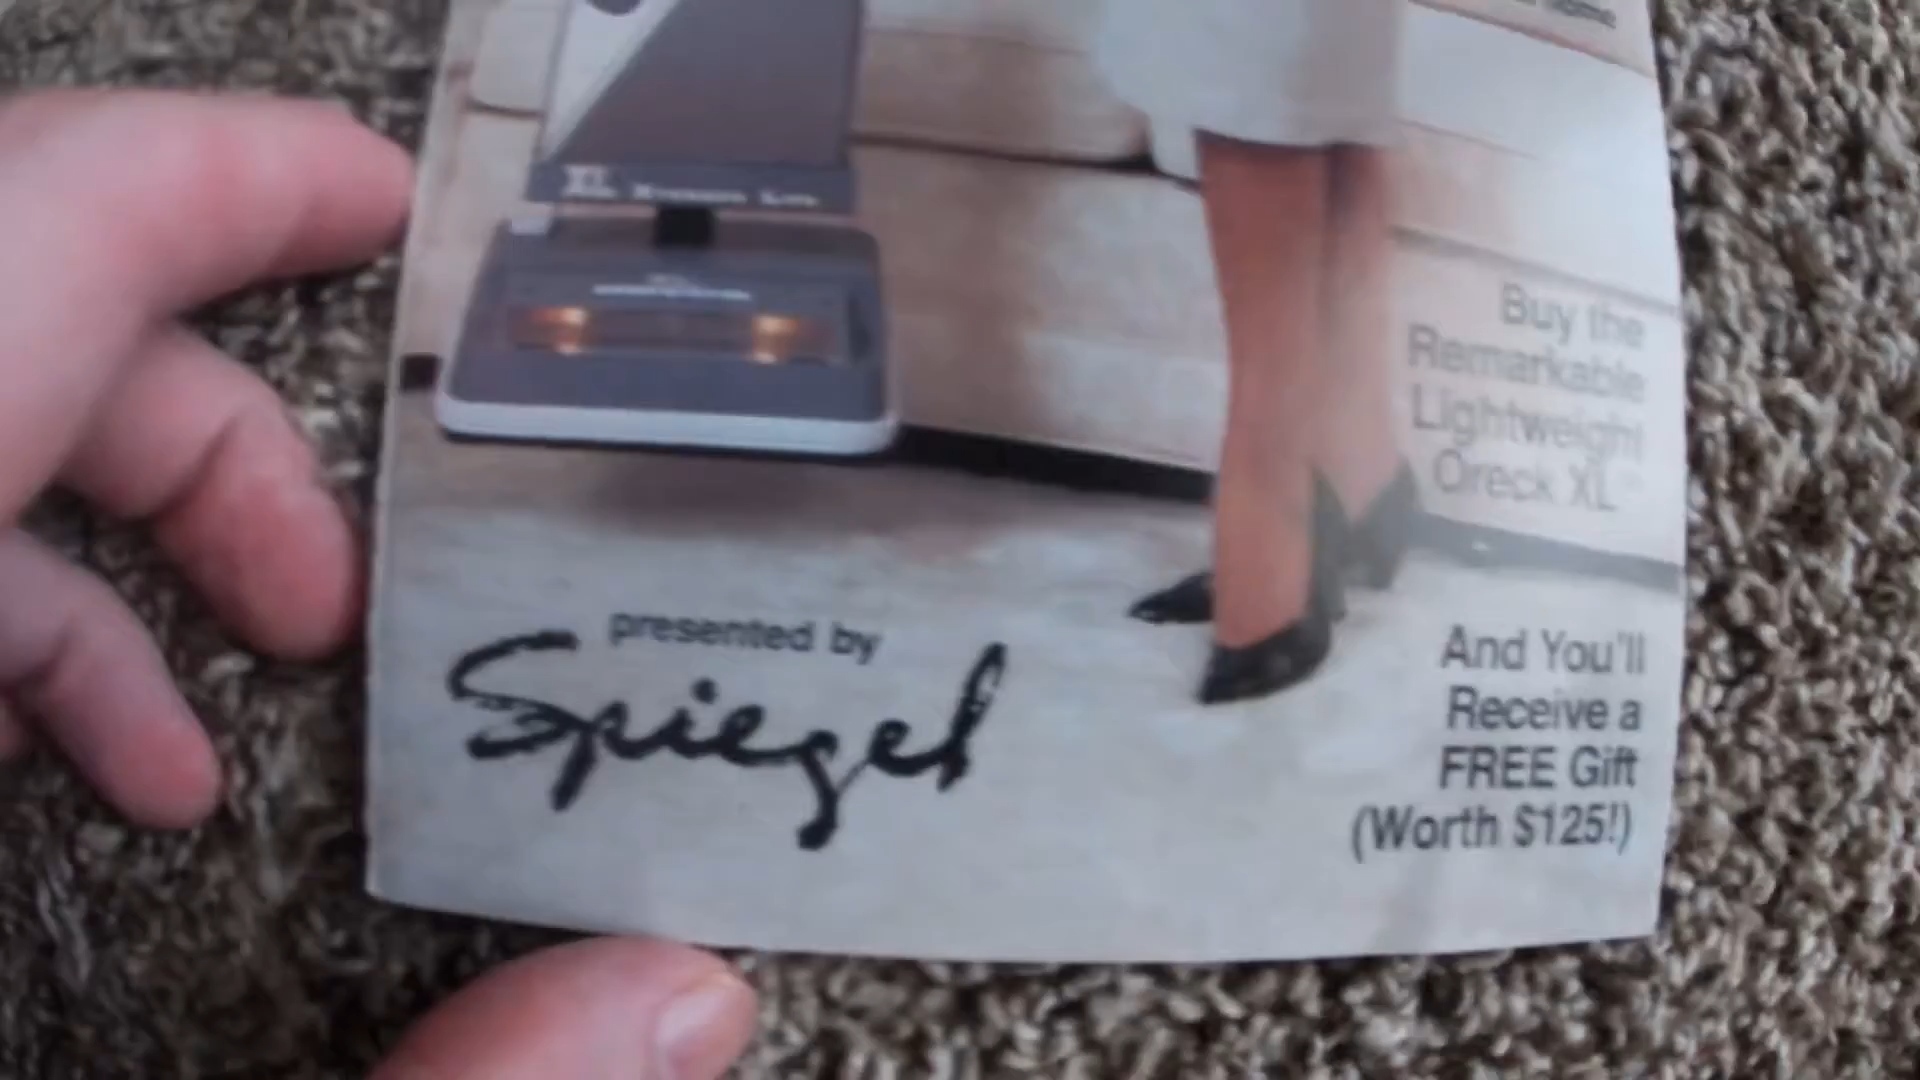 XL
Buy the
Remarkable
Lightweight
Oreck XL
presented by
Spiegel
And You'll
Receive a
FREE Gift
(Worth $125!)